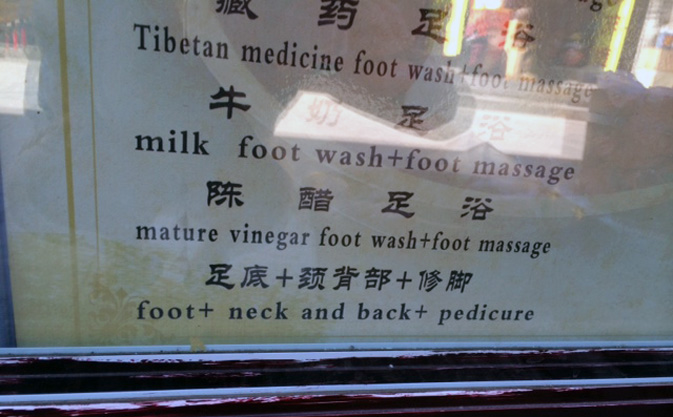 massage
藏药足浴
Tibetan medicine foot wash+foot massage
牛奶足浴
milk foot wash+foot massage
陈醋足浴
mature vinegar foot wash+foot massage
足底+颈背部+修脚
foot+ neck and back+ pedicure